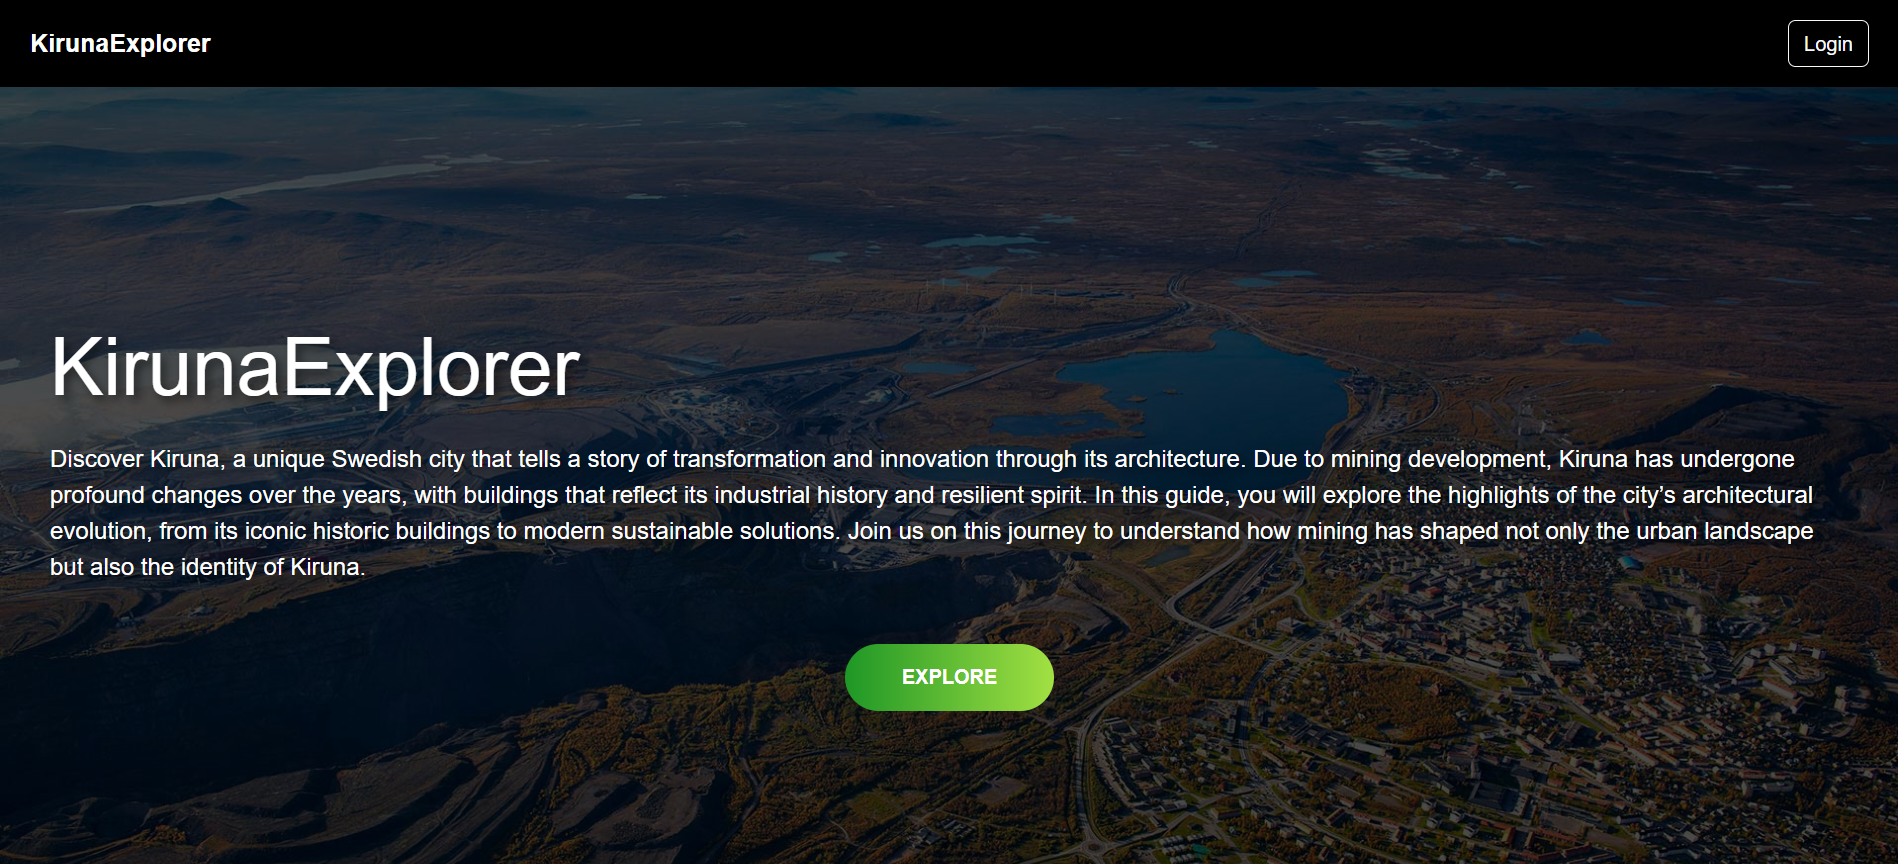 KirunaExplorer
Login
KirunaExplorer
Discover Kiruna, a unique Swedish city that tells a story of transformation and innovation through its architecture. Due to mining development, Kiruna has undergone
profound changes over the years, with buildings that reflect its industrial history and resilient spirit. In this guide, you will explore the highlights of the city’s architectural
evolution, from its iconic historic buildings to modern sustainable solutions. Join us on this journey to understand how mining has shaped not only the urban landscape
but also the identity of Kiruna.
EXPLORE